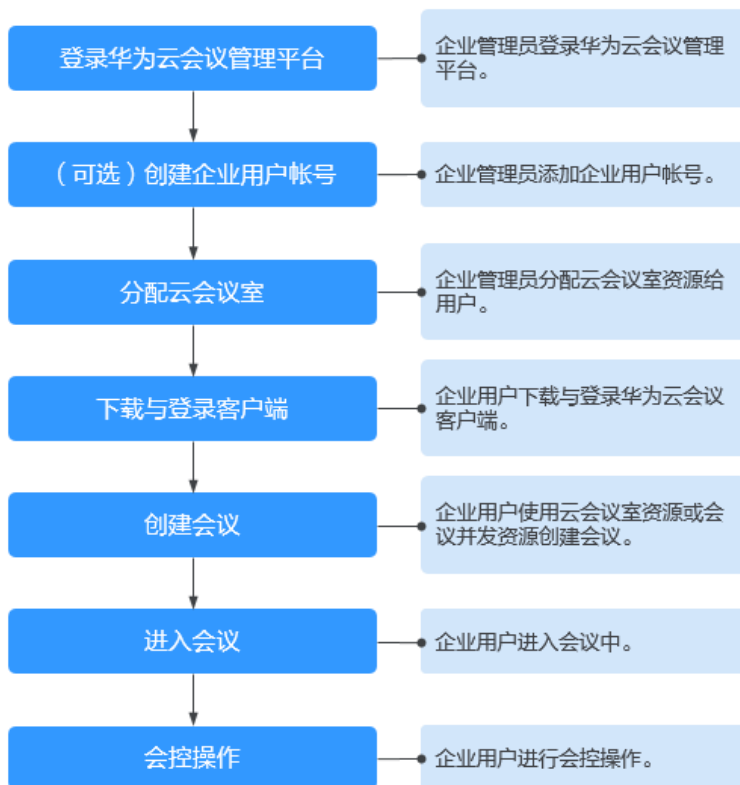 登录华为云会议管理平台
企业管理员登录华为云会议管理
平台。
（可选）创建企业用户帐号
企业管理员添加企业用户帐号。
分配云会议室
企业管理员分配云会议室资源给
用户。
下载与登录客户端
企业用户下载与登录华为云会议
客户端。
创建会议
企业用户使用云会议室资源或会
议并发资源创建会议。
进入会议
企业用户进入会议中。
会控操作
企业用户进行会控操作。